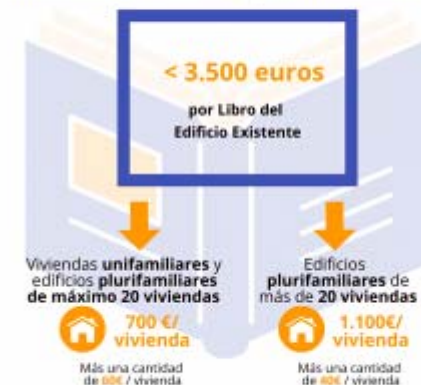 < 3.500 euros
por Libro del
Edificio Existente
Viviendas unifamiliares y
edificios plurifamiliares
de máximo 20 viviendas
700 €/
vivienda
Más una cantidad
de 60€ / vivienda
Edificios
plurifamiliares de
más de 20 viviendas
1.100€/
vivienda
Más una cantidad
de 40€ / vivienda